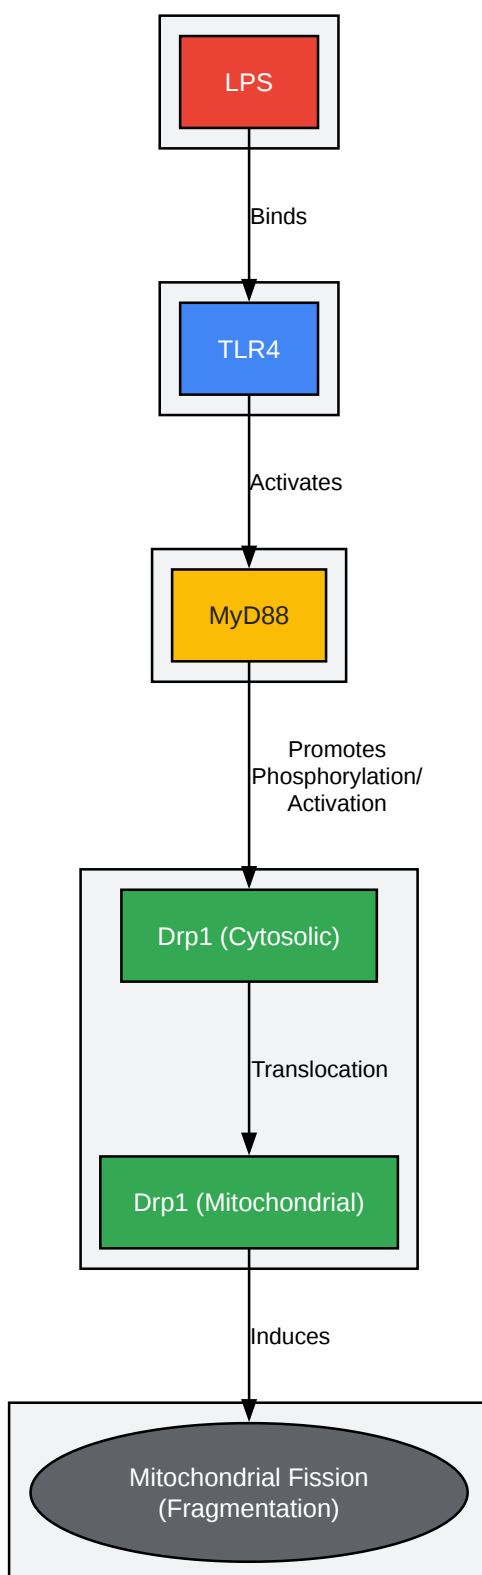 LPS
Binds
TLR4
Activates
MyD88
Promotes
Phosphorylation/
Activation
Drp1 (Cytosolic)
Translocation
Drp1 (Mitochondrial)
Induces
Mitochondrial Fission
(Fragmentation)